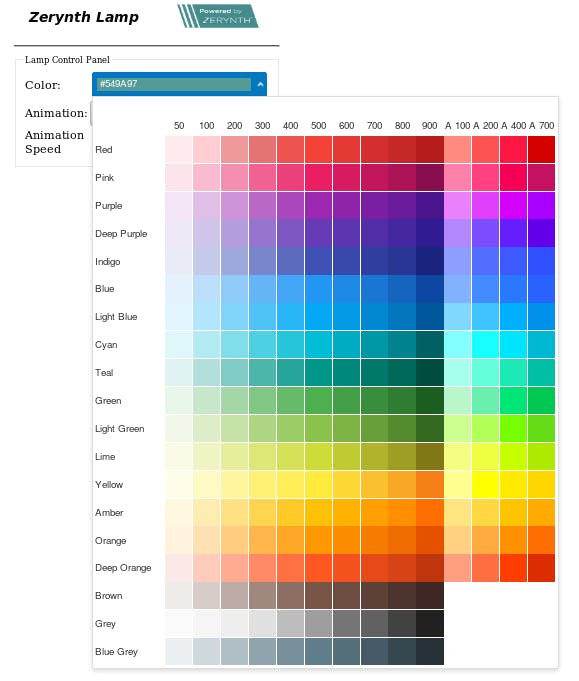 Zerynth Lamp
Powered by:
ZERYNTH
Lamp Control Panel
Color:
#549A97
Animation:
Animation
Speed
50 100 200 300 400 500 600 700 800 900 A 100 A 200 A 400 A 700
Red
Pink
Purple
Deep Purple
Indigo
Blue
Light Blue
Cyan
Teal
Green
Light Green
Lime
Yellow
Amber
Orange
Deep Orange
Brown
Grey
Blue Grey